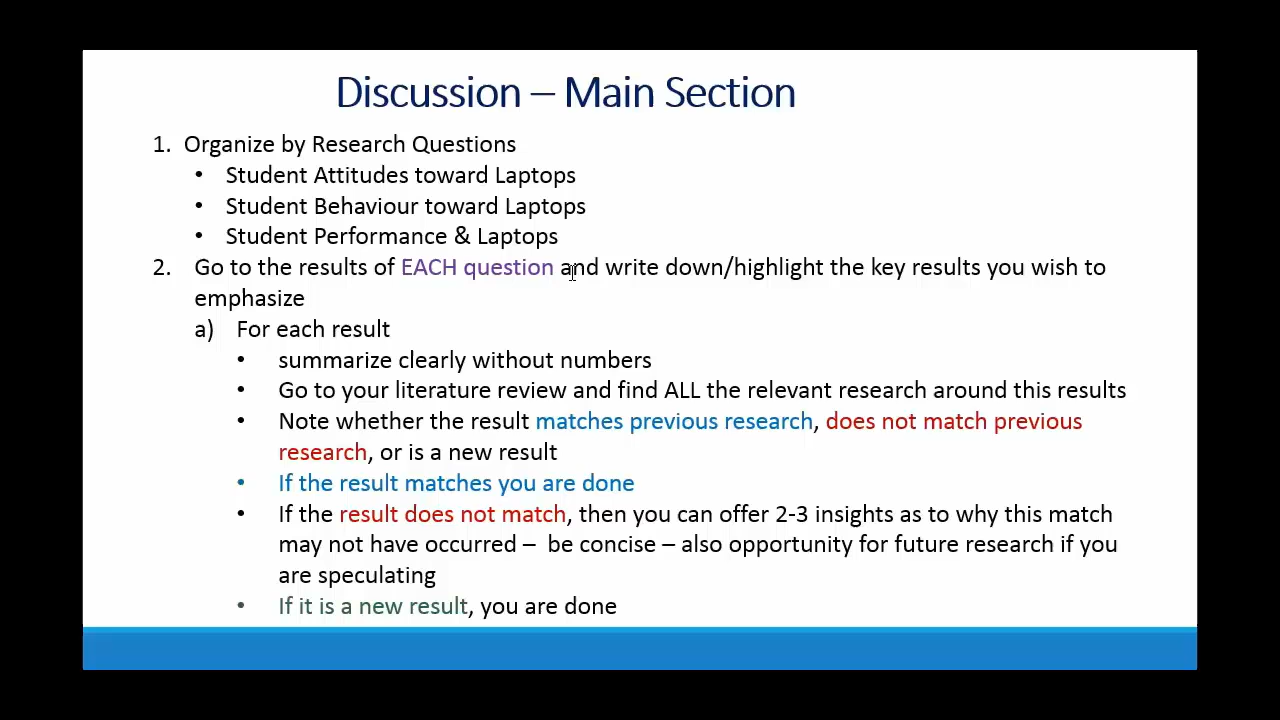 Discussion – Main Section
1. Organize by Research Questions
• Student Attitudes toward Laptops
• Student Behaviour toward Laptops
• Student Performance & Laptops
2. Go to the results of EACH question and write down/highlight the key results you wish to
emphasize
a) For each result
• summarize clearly without numbers
• Go to your literature review and find ALL the relevant research around this results
• Note whether the result matches previous research, does not match previous
research, or is a new result
• If the result matches you are done
• If the result does not match, then you can offer 2-3 insights as to why this match
may not have occurred – be concise – also opportunity for future research if you
are speculating
• If it is a new result, you are done